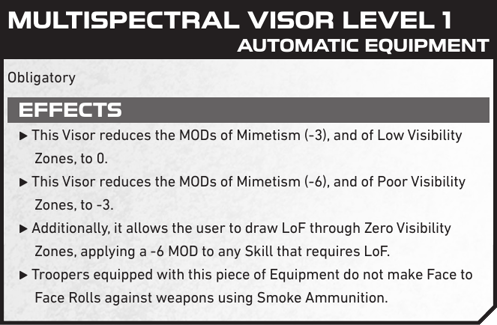 MULTISPECTRAL VISOR LEVEL 1
AUTOMATIC EQUIPMENT
Obligatory
EFFECTS
► This Visor reduces the MODs of Mimetism (-3), and of Low Visibility
Zones, to 0.
► This Visor reduces the MODs of Mimetism (-6), and of Poor Visibility
Zones, to -3.
► Additionally, it allows the user to draw LoF through Zero Visibility
Zones, applying a -6 MOD to any Skill that requires LoF.
► Troopers equipped with this piece of Equipment do not make Face to
Face Rolls against weapons using Smoke Ammunition.